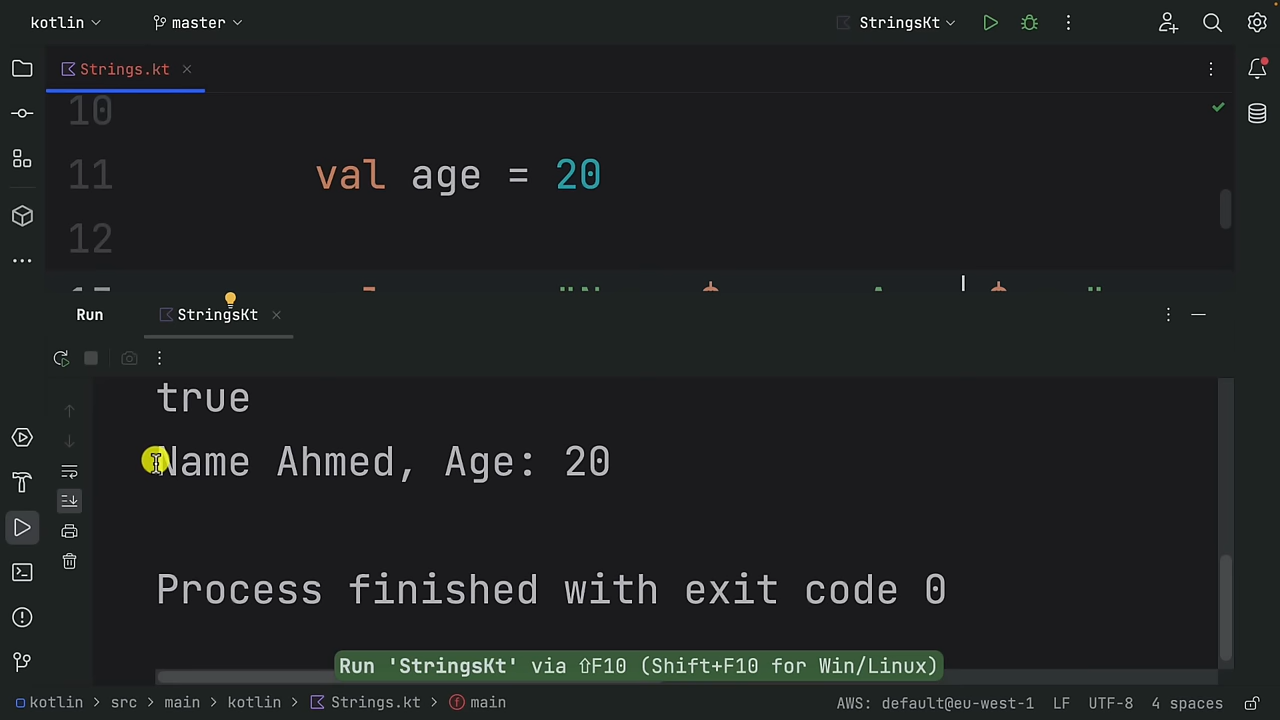 kotlin
master
StringsKt
Strings.kt
10
11 val age = 20
12
Run
StringsKt
true
Name Ahmed, Age: 20
Process finished with exit code 0
Run 'StringsKt' via ⇧F10 (Shift+F10 for Win/Linux)
kotlin > src > main > kotlin > Strings.kt > main
AWS: default@eu-west-1 LF UTF-8 4 spaces